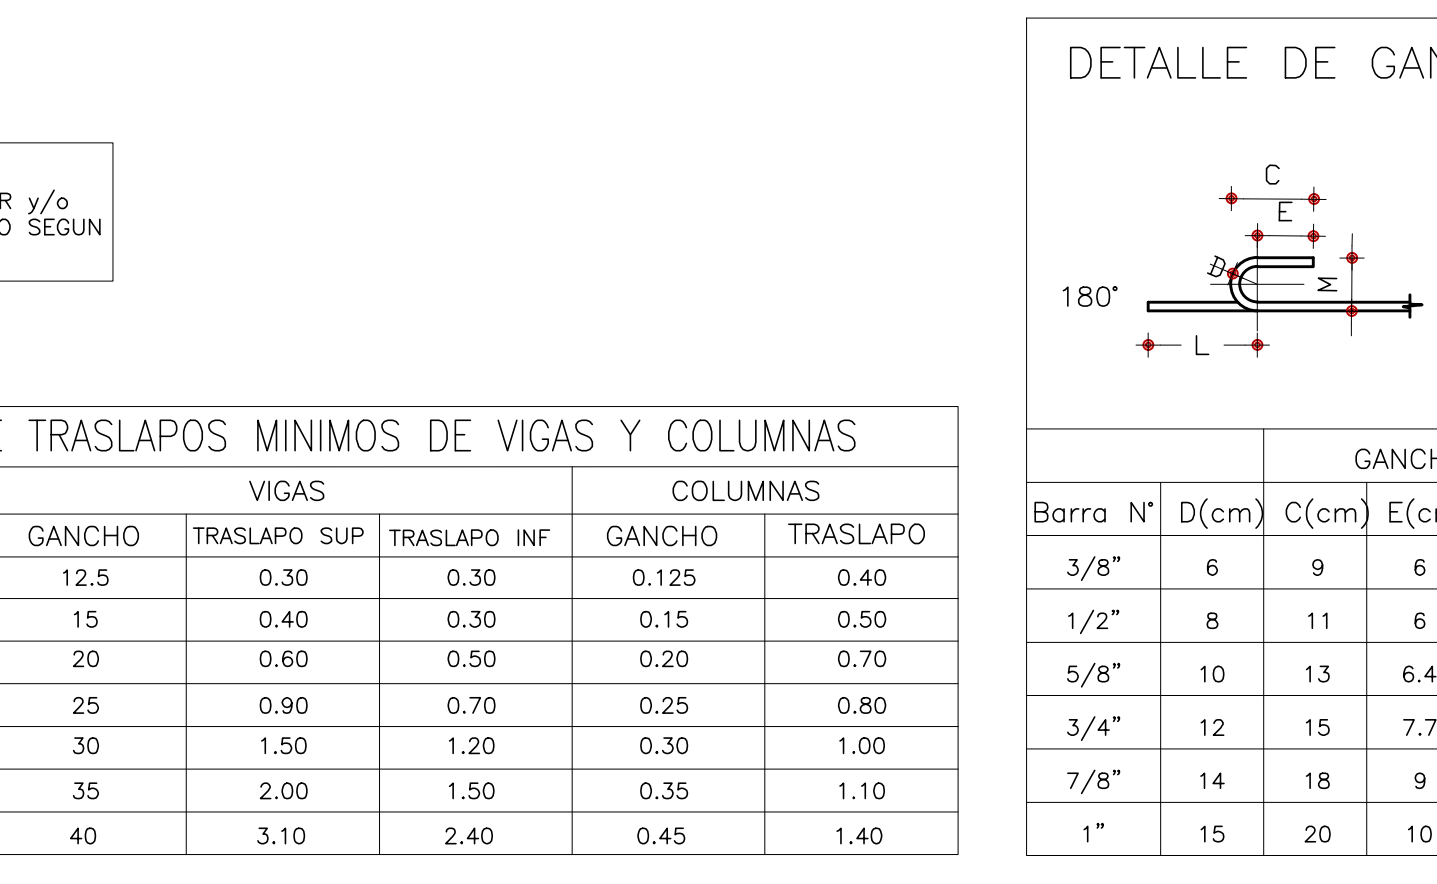 R y/o
O SEGUN
TRASLAPOS MINIMOS DE VIGAS Y COLUMNAS
VIGAS COLUMNAS
GANCHO TRASLAPO SUP TRASLAPO INF GANCHO TRASLAPO
12.5 0.30 0.30 0.125 0.40
15 0.40 0.30 0.15 0.50
20 0.60 0.50 0.20 0.70
25 0.90 0.70 0.25 0.80
30 1.50 1.20 0.30 1.00
35 2.00 1.50 0.35 1.10
40 3.10 2.40 0.45 1.40
DETALLE DE GAN
C
E
D
M
180°
L
GANCH
Barra N° D(cm) C(cm) E(c
3/8" 6 9 6
1/2" 8 11 6
5/8" 10 13 6.4
3/4" 12 15 7.7
7/8" 14 18 9
1" 15 20 10